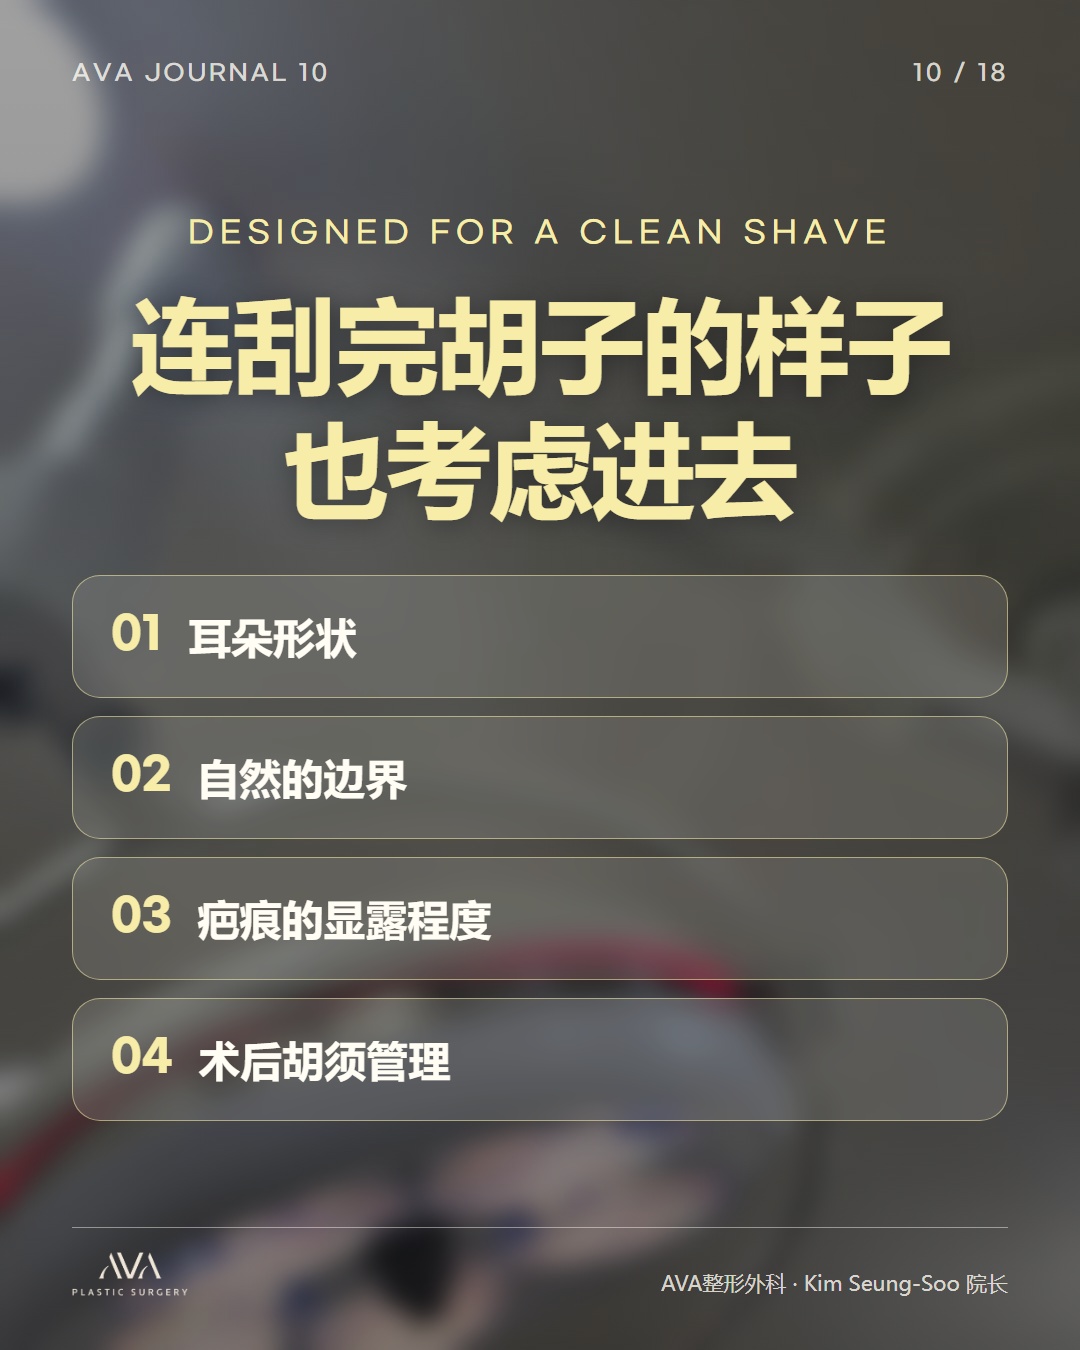 AVA JOURNAL 10
10 / 18
DESIGNED FOR A CLEAN SHAVE
连刮完胡子的样子
也考虑进去
01 耳朵形状
02 自然的边界
03 疤痕的显露程度
04 术后胡须管理
AVA
PLASTIC SURGERY
AVA整形外科 · Kim Seung-Soo 院长